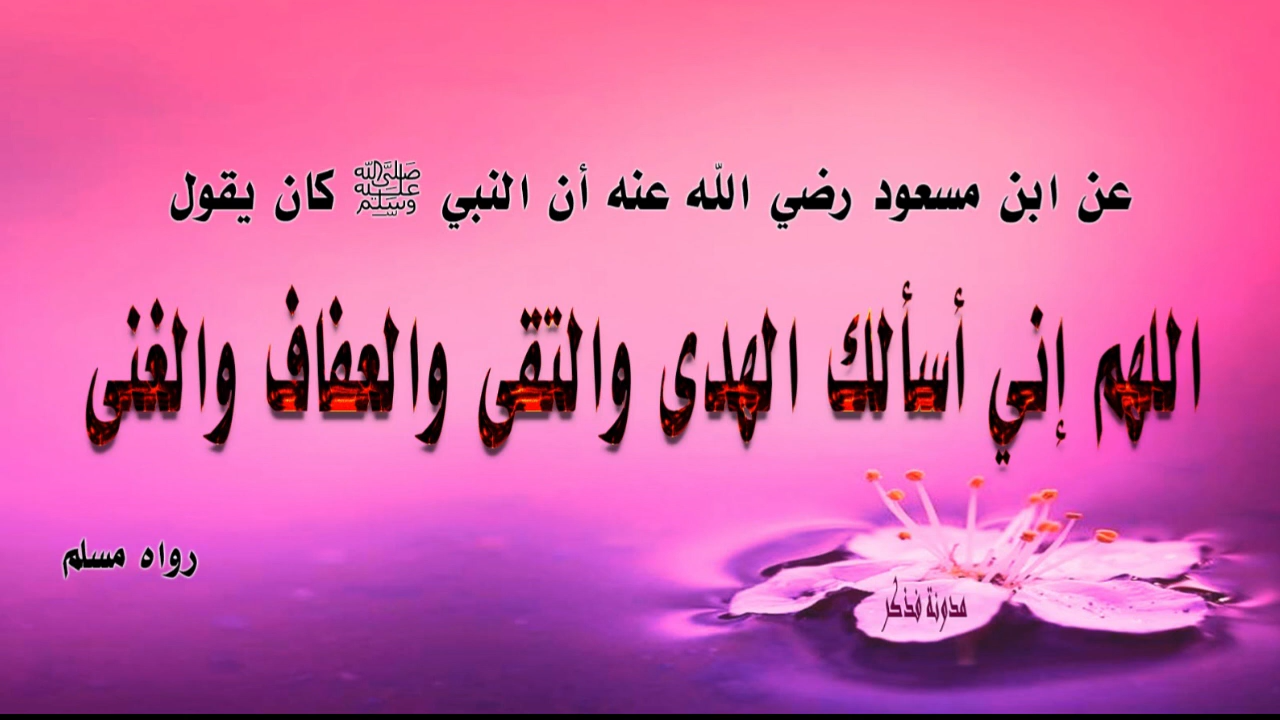 عن ابن مسعود رضي الله عنه أن النبي ﷺ كان يقول
اللهم إني أسألك الهدى والتقى والعفاف والغنى
رواه مسلم
مدونة فذكر